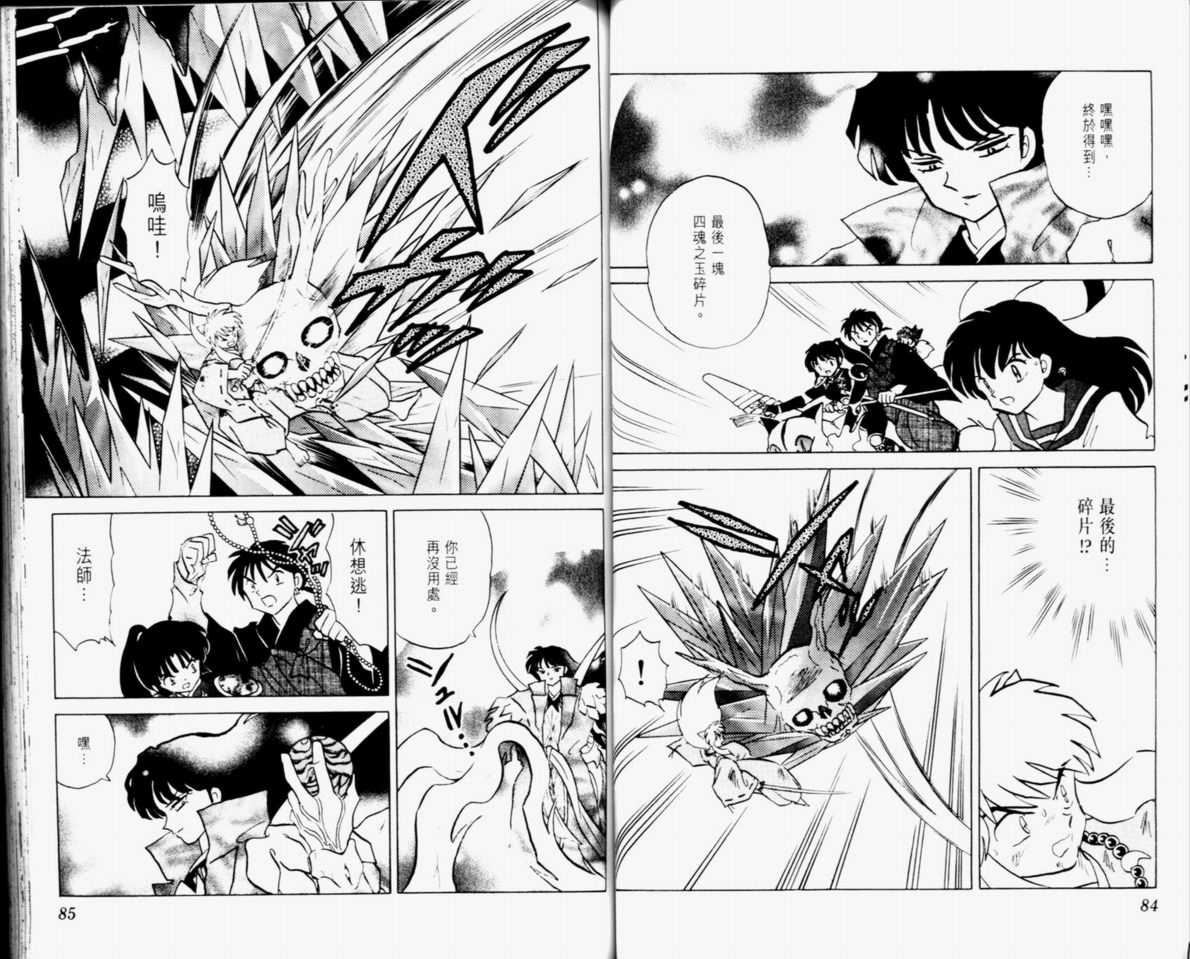 嘿嘿嘿，
終於得到…
最後一塊
四魂之玉碎片。
最後的…
碎片!?
！
84
嗚哇！
你已經
再沒用處。
休想逃！
法師…
嘿…
85